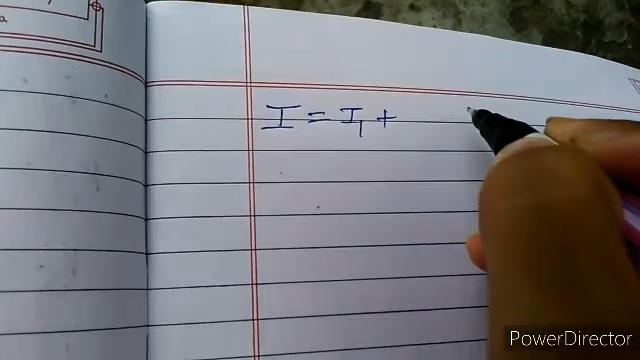 I = I₁ +
PowerDirector